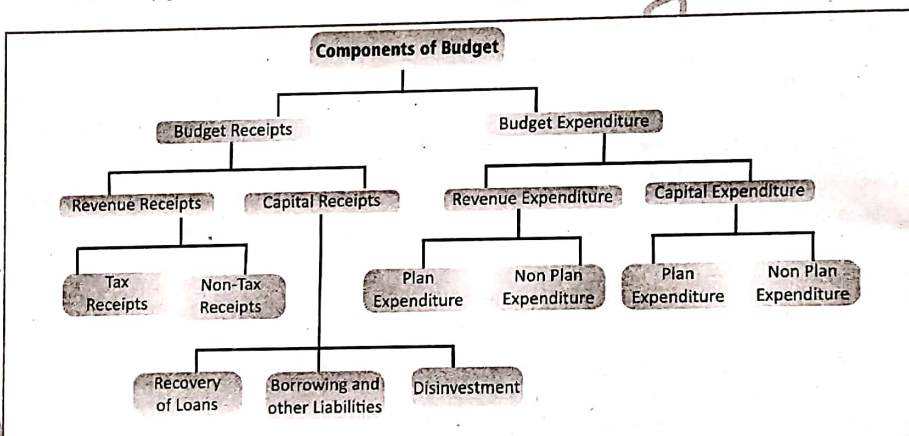 Components of Budget
Budget Receipts
Budget Expenditure
Revenue Receipts
Capital Receipts
Revenue Expenditure
Capital Expenditure
Tax
Receipts
Non-Tax
Receipts
Plan
Expenditure
Non Plan
Expenditure
Plan
Expenditure
Non Plan
Expenditure
Recovery
of Loans
Borrowing and
other Liabilities
Disinvestment